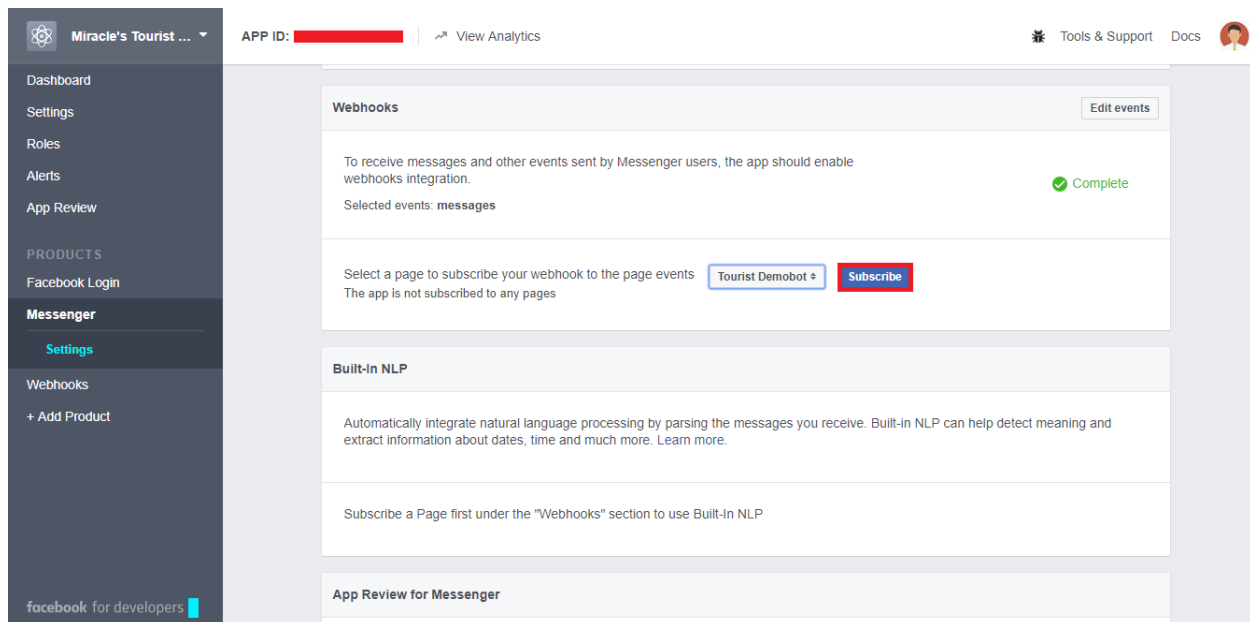 Miracle's Tourist ...
APP ID:
View Analytics
Tools & Support
Docs
Dashboard
Settings
Roles
Alerts
App Review
PRODUCTS
Facebook Login
Messenger
Settings
Webhooks
+ Add Product
facebook for developers
Webhooks
Edit events
To receive messages and other events sent by Messenger users, the app should enable
webhooks integration.
Complete
Selected events: messages
Select a page to subscribe your webhook to the page events
Tourist Demobot
Subscribe
The app is not subscribed to any pages
Built-In NLP
Automatically integrate natural language processing by parsing the messages you receive. Built-in NLP can help detect meaning and
extract information about dates, time and much more. Learn more.
Subscribe a Page first under the "Webhooks" section to use Built-In NLP
App Review for Messenger